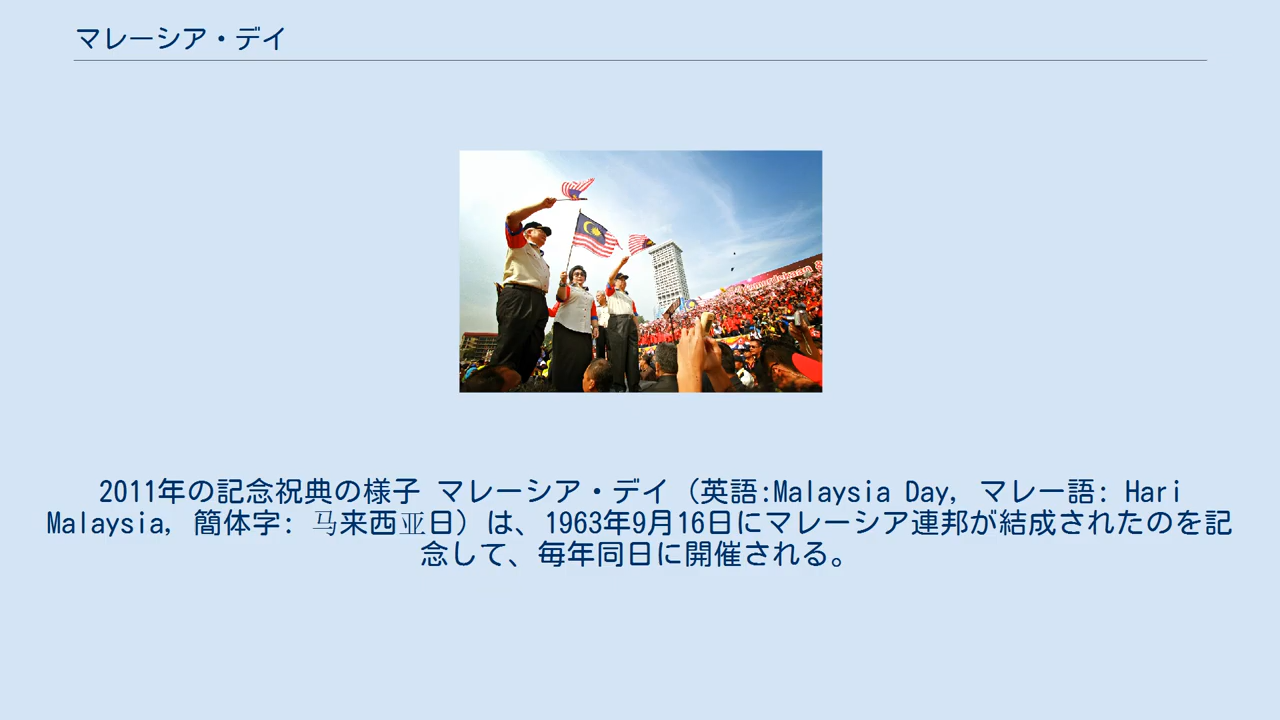 マレーシア・デイ
2011年の記念祝典の様子 マレーシア・デイ（英語:Malaysia Day, マレー語: Hari
Malaysia, 簡体字: 马来西亚日）は、1963年9月16日にマレーシア連邦が結成されたのを記
念して、毎年同日に開催される。